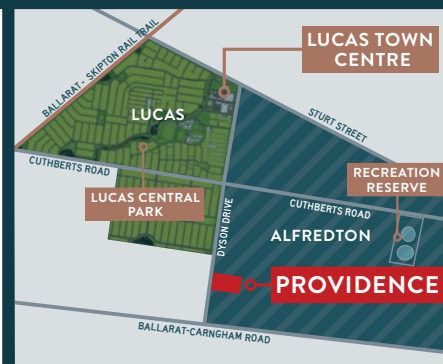 LUCAS TOWN
CENTRE
BALLARAT - SKIPTON RAIL TRAIL
LUCAS
STURT STREET
CUTHBERTS ROAD
RECREATION
RESERVE
LUCAS CENTRAL
PARK
DYSON DRIVE
CUTHBERTS ROAD
ALFREDTON
PROVIDENCE
BALLARAT-CARNGHAM ROAD